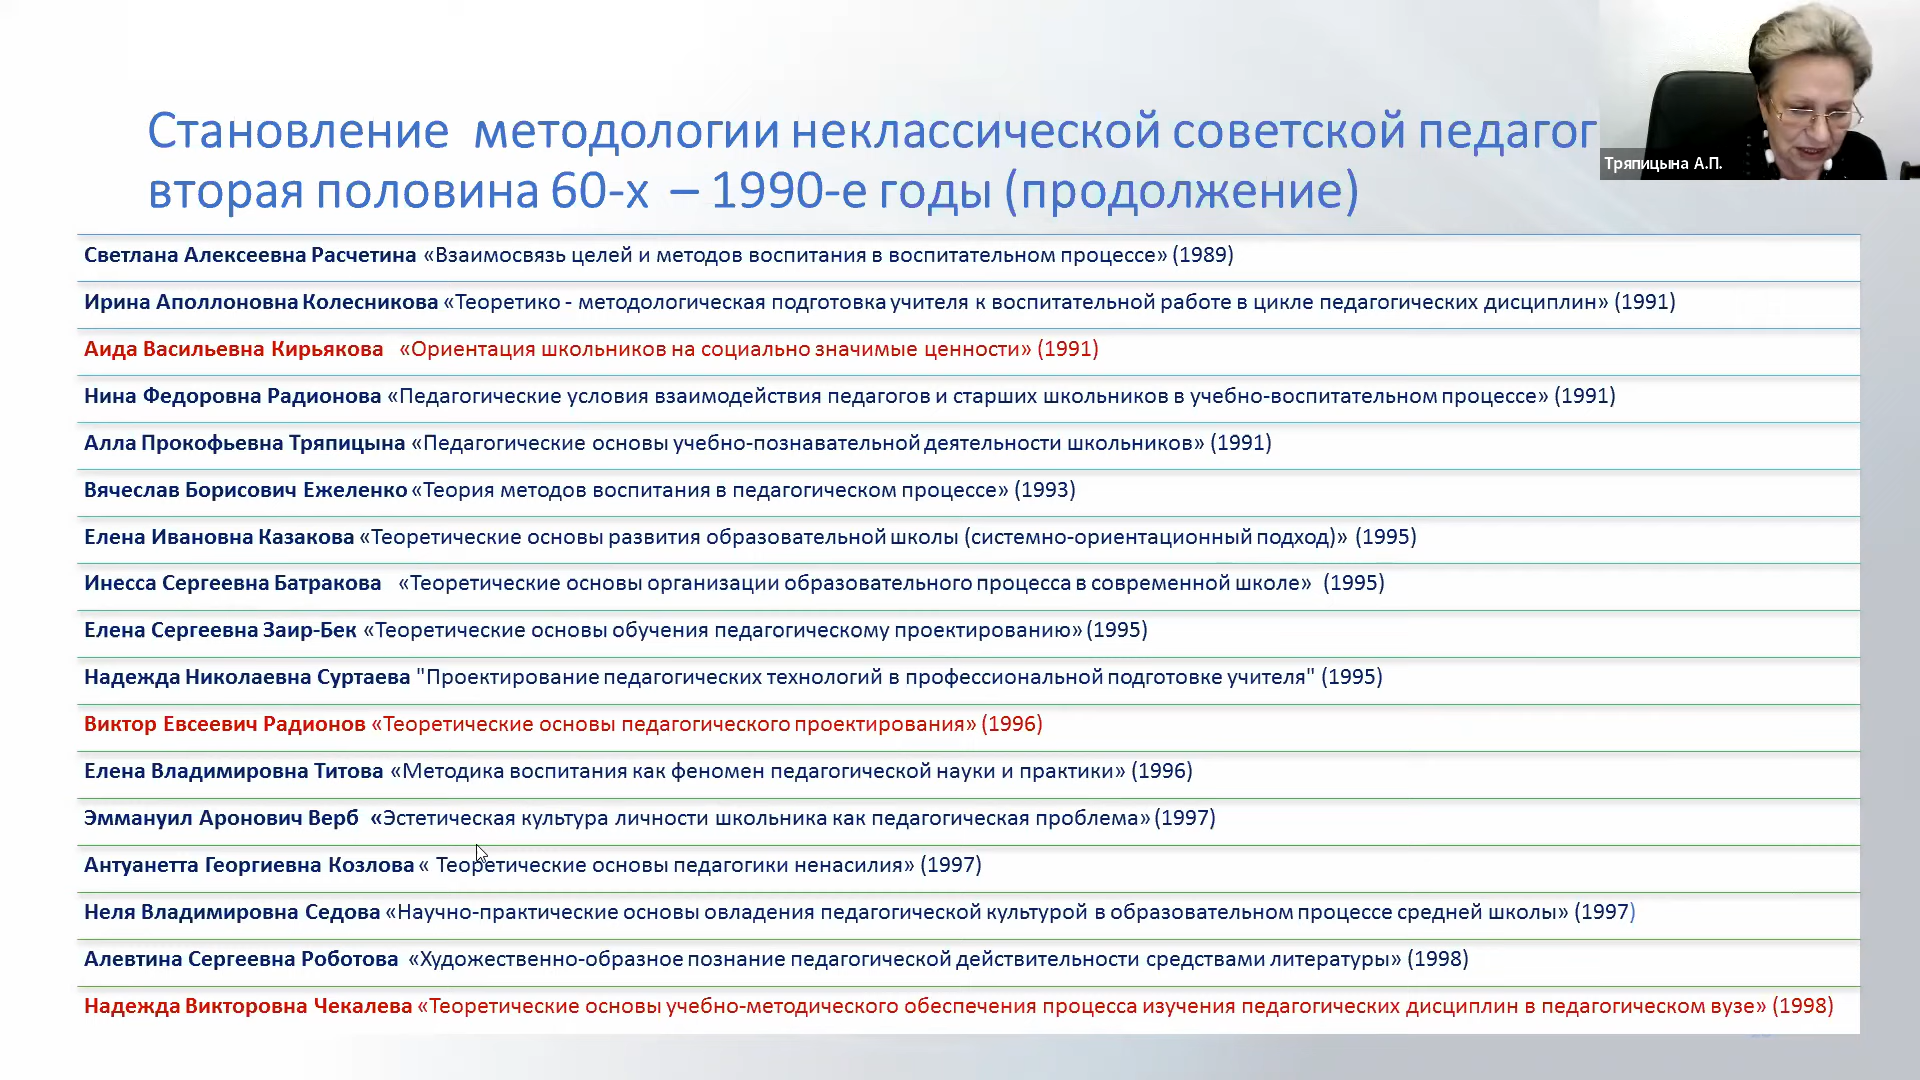 Становление методологии неклассической советской педагог
вторая половина 60-х – 1990-е годы (продолжение)
Тряпицына А.П.
Светлана Алексеевна Расчетина «Взаимосвязь целей и методов воспитания в воспитательном процессе» (1989)
Ирина Аполлоновна Колесникова «Теоретико - методологическая подготовка учителя к воспитательной работе в цикле педагогических дисциплин» (1991)
Аида Васильевна Кирьякова «Ориентация школьников на социально значимые ценности» (1991)
Нина Федоровна Радионова «Педагогические условия взаимодействия педагогов и старших школьников в учебно-воспитательном процессе» (1991)
Алла Прокофьевна Тряпицына «Педагогические основы учебно-познавательной деятельности школьников» (1991)
Вячеслав Борисович Ежеленко «Теория методов воспитания в педагогическом процессе» (1993)
Елена Ивановна Казакова «Теоретические основы развития образовательной школы (системно-ориентационный подход)» (1995)
Инесса Сергеевна Батракова «Теоретические основы организации образовательного процесса в современной школе» (1995)
Елена Сергеевна Заир-Бек «Теоретические основы обучения педагогическому проектированию» (1995)
Надежда Николаевна Суртаева "Проектирование педагогических технологий в профессиональной подготовке учителя" (1995)
Виктор Евсеевич Радионов «Теоретические основы педагогического проектирования» (1996)
Елена Владимировна Титова «Методика воспитания как феномен педагогической науки и практики» (1996)
Эммануил Аронович Верб «Эстетическая культура личности школьника как педагогическая проблема» (1997)
Антуанетта Георгиевна Козлова « Теоретические основы педагогики ненасилия» (1997)
Неля Владимировна Седова «Научно-практические основы овладения педагогической культурой в образовательном процессе средней школы» (1997)
Алевтина Сергеевна Роботова «Художественно-образное познание педагогической действительности средствами литературы» (1998)
Надежда Викторовна Чекалева «Теоретические основы учебно-методического обеспечения процесса изучения педагогических дисциплин в педагогическом вузе» (1998)